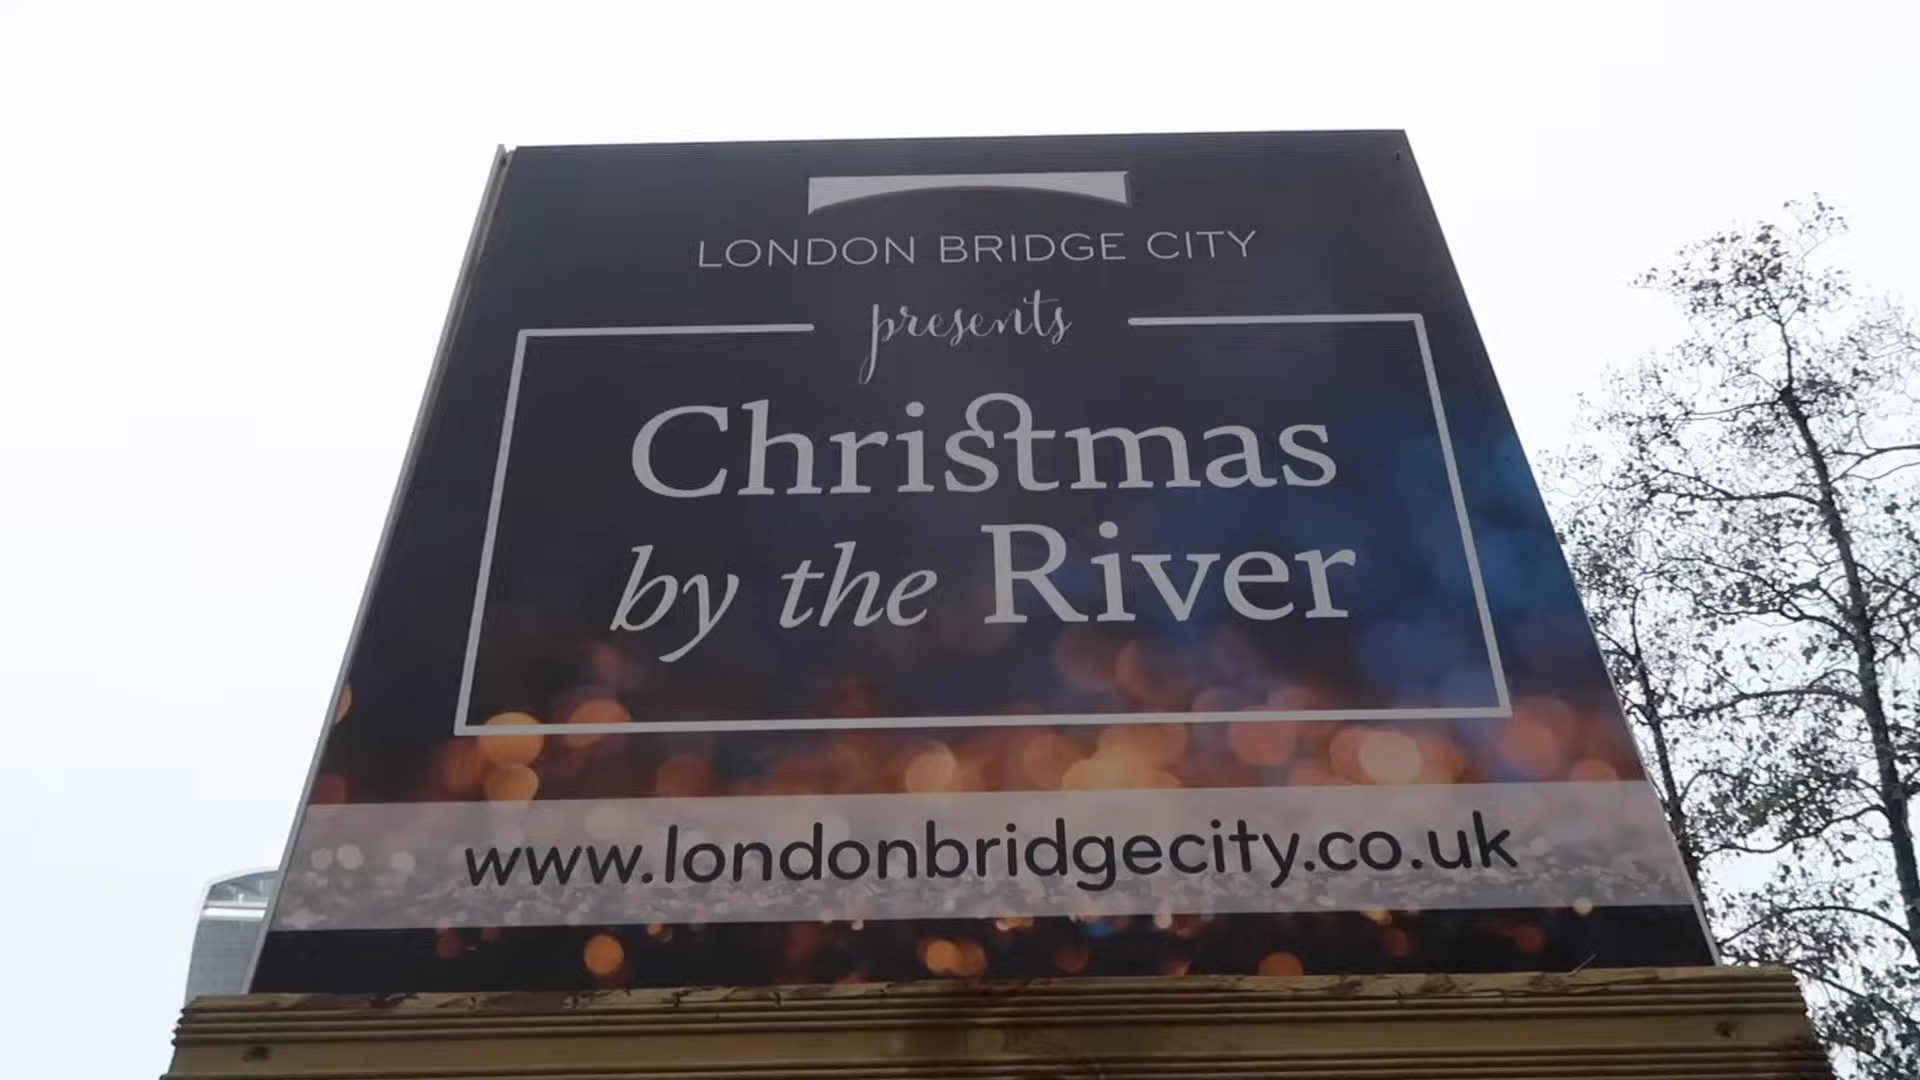 LONDON BRIDGE CITY
presents
Christmas
by the River
www.londonbridgecity.co.uk